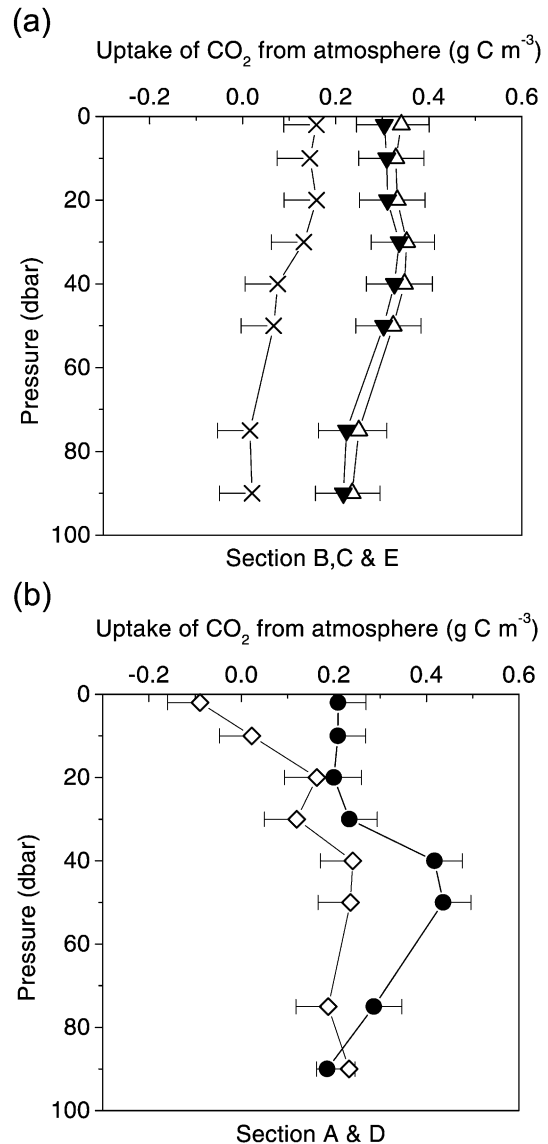 (a)
Uptake of CO₂ from atmosphere (g C m⁻³)
-0.2 0.0 0.2 0.4 0.6
0
20
40
60
80
100
Pressure (dbar)
Section B,C & E
(b)
Uptake of CO₂ from atmosphere (g C m⁻³)
-0.2 0.0 0.2 0.4 0.6
0
20
40
60
80
100
Pressure (dbar)
Section A & D